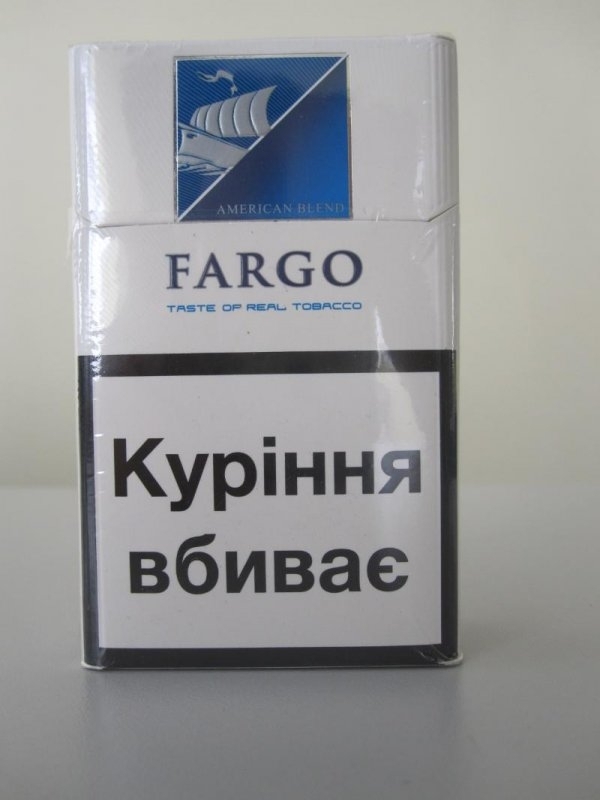 AMERICAN BLEND
FARGO
TASTE OF REAL TOBACCO
Куріння
вбиває